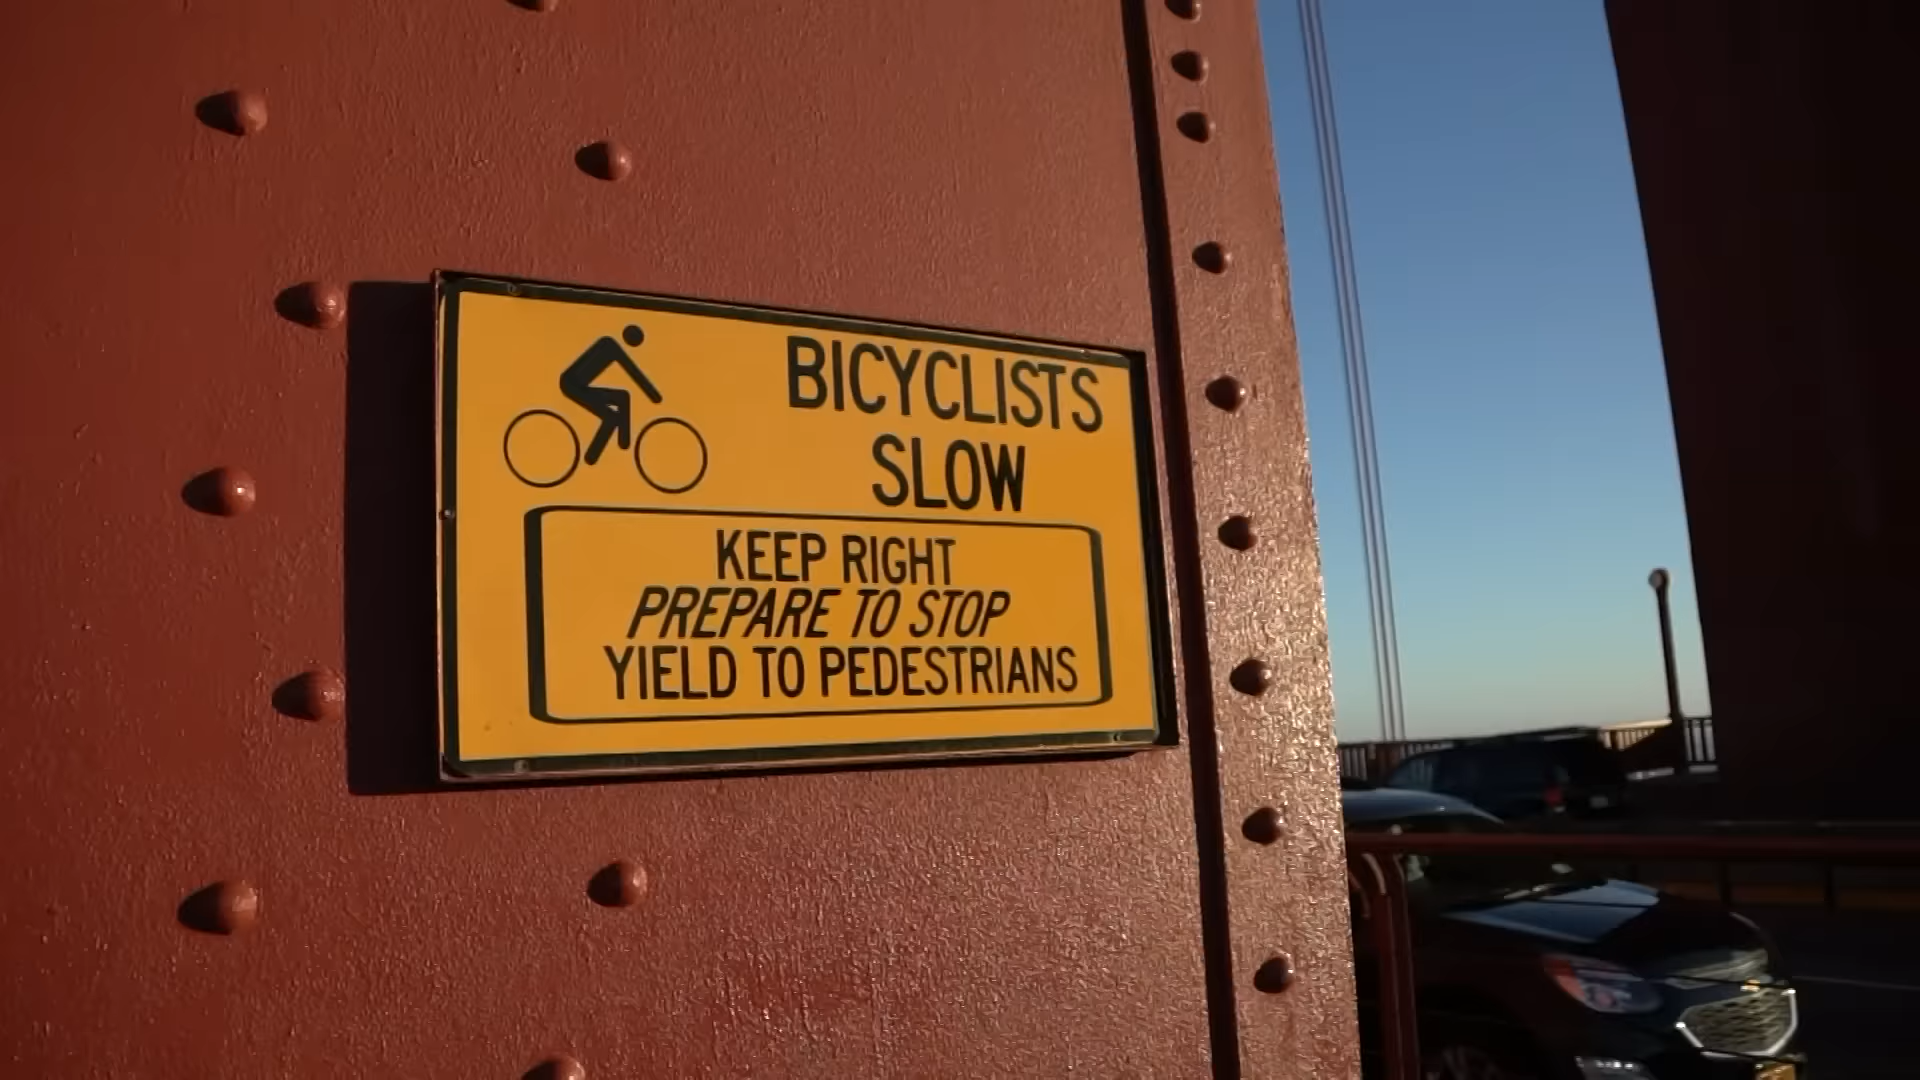 BICYCLISTS
SLOW
KEEP RIGHT
PREPARE TO STOP
YIELD TO PEDESTRIANS